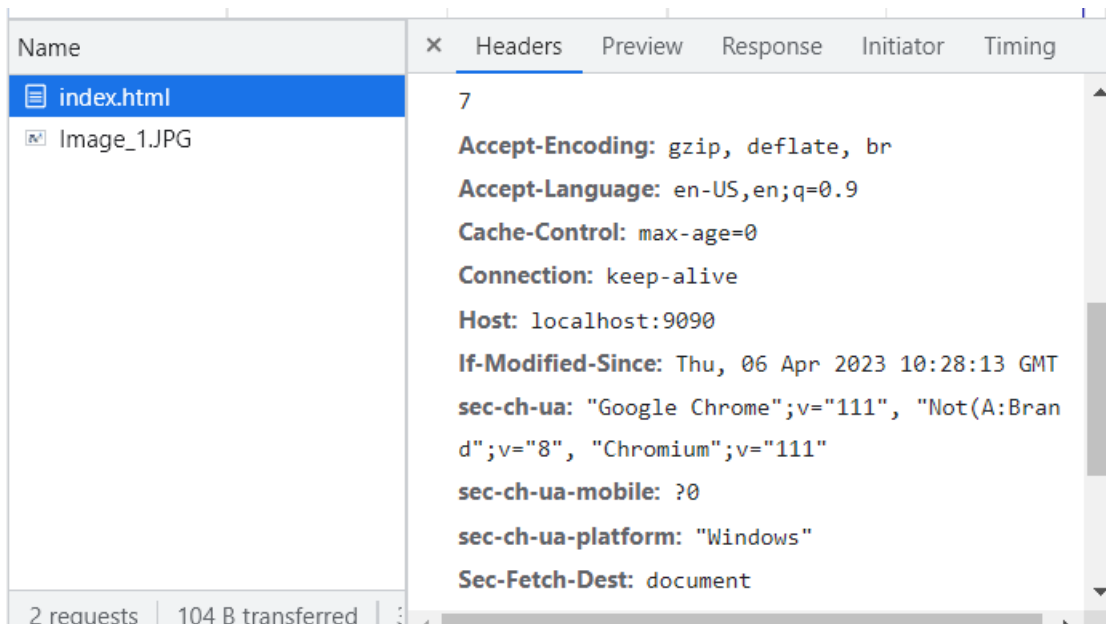 Name
× Headers Preview Response Initiator Timing
index.html
Image_1.JPG
7
Accept-Encoding: gzip, deflate, br
Accept-Language: en-US,en;q=0.9
Cache-Control: max-age=0
Connection: keep-alive
Host: localhost:9090
If-Modified-Since: Thu, 06 Apr 2023 10:28:13 GMT
sec-ch-ua: "Google Chrome";v="111", "Not(A:Bran
d";v="8", "Chromium";v="111"
sec-ch-ua-mobile: ?0
sec-ch-ua-platform: "Windows"
Sec-Fetch-Dest: document
2 requests 104 B transferred